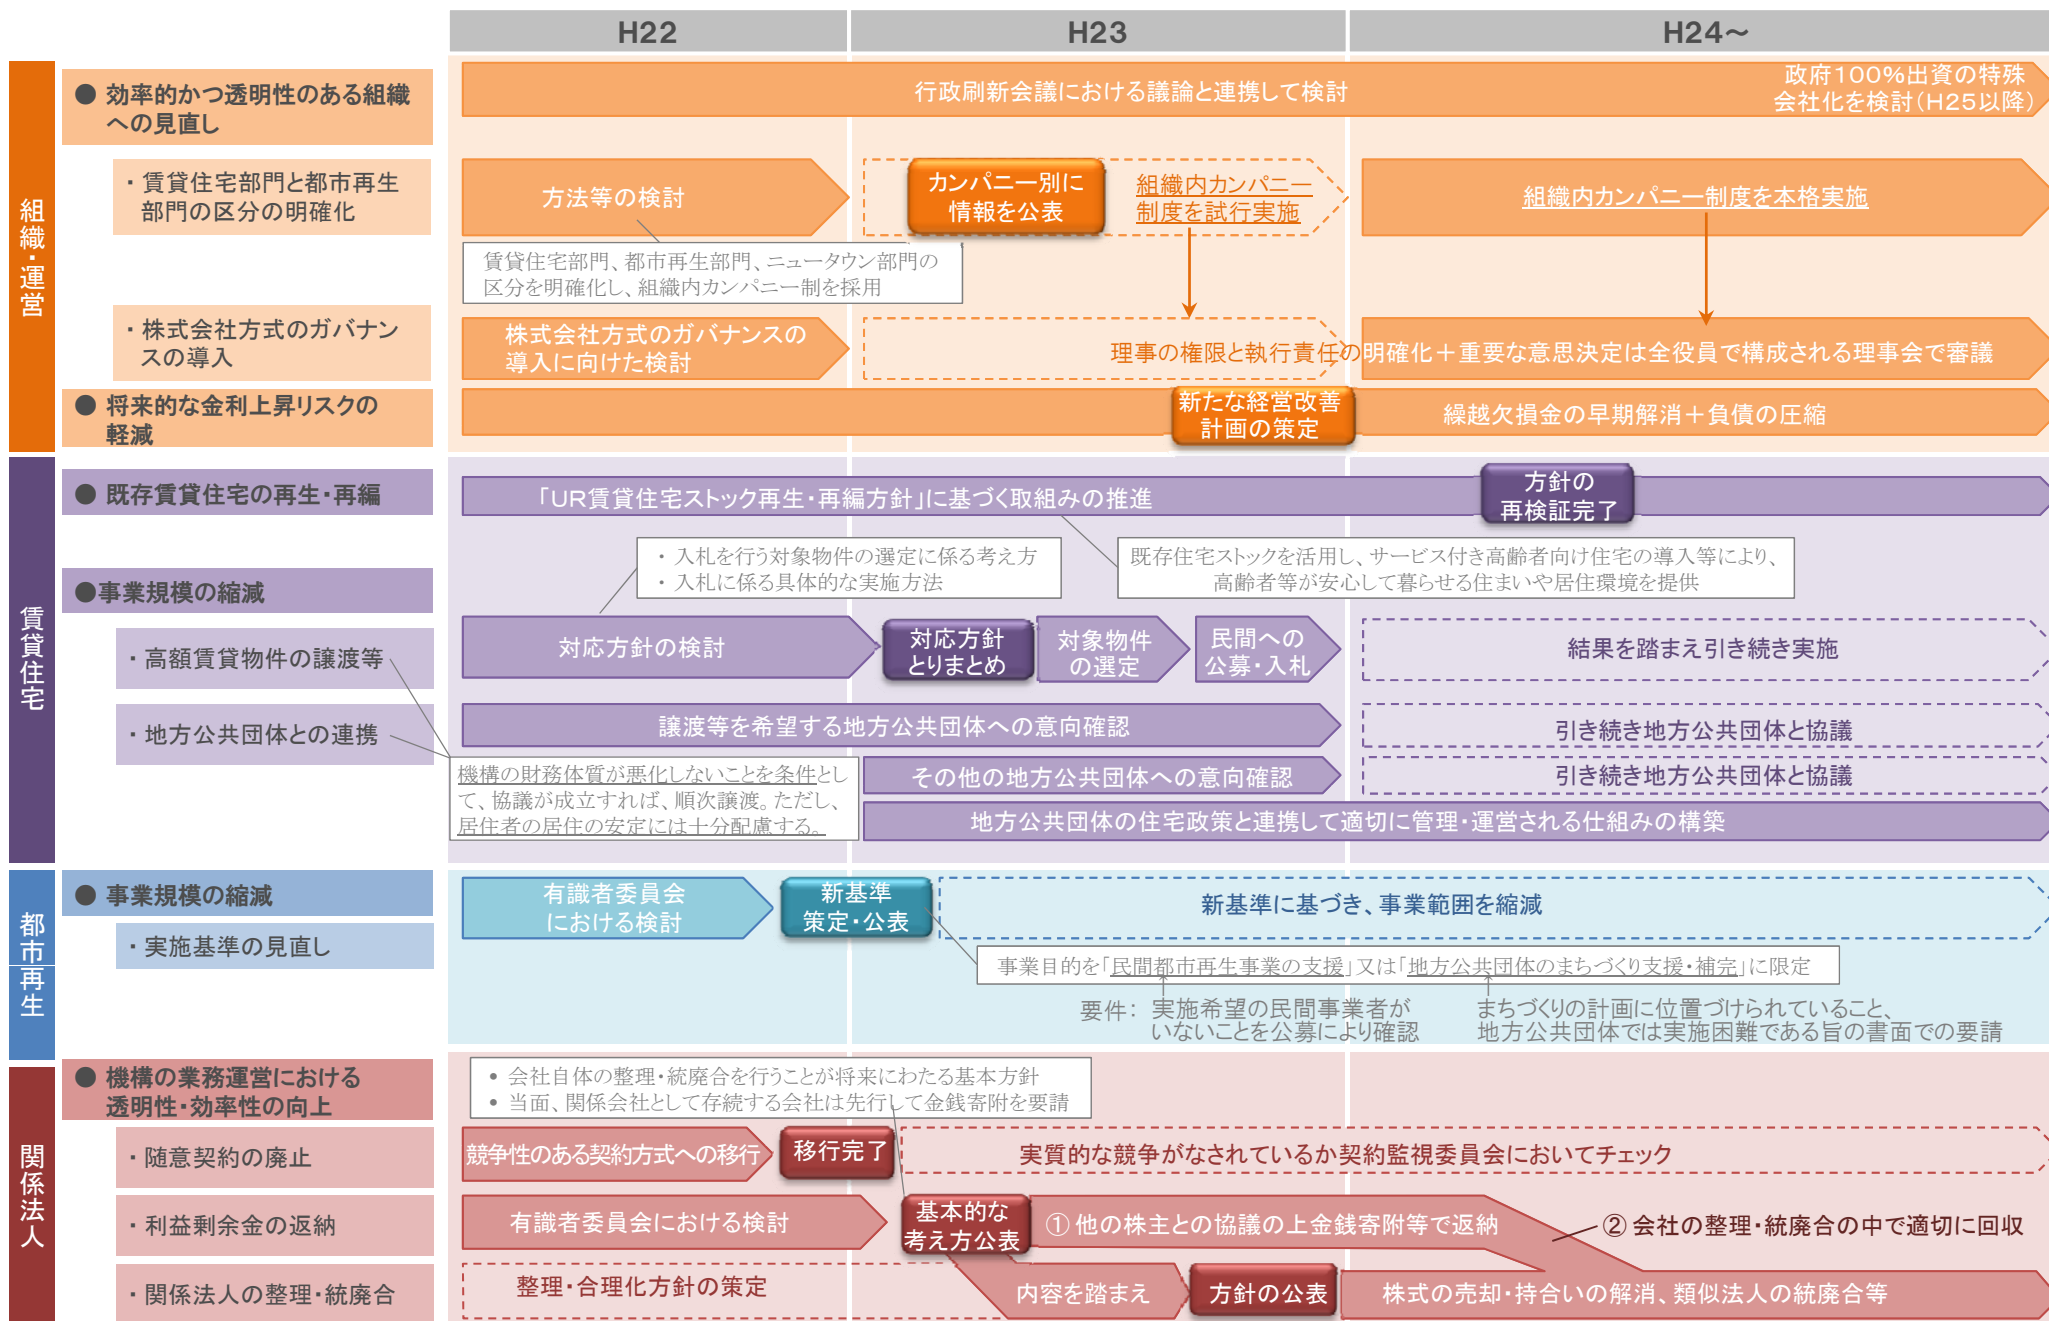 H22
H23
H24～
組織・運営
● 効率的かつ透明性のある組織
への見直し
行政刷新会議における議論と連携して検討
政府100%出資の特殊
会社化を検討(H25以降)
・賃貸住宅部門と都市再生
部門の区分の明確化
方法等の検討
カンパニー別に
情報を公表
組織内カンパニー
制度を試行実施
組織内カンパニー制度を本格実施
賃貸住宅部門、都市再生部門、ニュータウン部門の
区分を明確化し、組織内カンパニー制を採用
・株式会社方式のガバナン
スの導入
株式会社方式のガバナンスの
導入に向けた検討
理事の権限と執行責任の明確化＋重要な意思決定は全役員で構成される理事会で審議
● 将来的な金利上昇リスクの
軽減
新たな経営改善
計画の策定
繰越欠損金の早期解消＋負債の圧縮
賃貸住宅
● 既存賃貸住宅の再生・再編
「UR賃貸住宅ストック再生・再編方針」に基づく取組みの推進
方針の
再検証完了
・入札を行う対象物件の選定に係る考え方
・入札に係る具体的な実施方法
既存住宅ストックを活用し、サービス付き高齢者向け住宅の導入等により、
高齢者等が安心して暮らせる住まいや居住環境を提供
●事業規模の縮減
・高額賃貸物件の譲渡等
対応方針の検討
対応方針
とりまとめ
対象物件
の選定
民間への
公募・入札
結果を踏まえ引き続き実施
・地方公共団体との連携
譲渡等を希望する地方公共団体への意向確認
引き続き地方公共団体と協議
機構の財務体質が悪化しないことを条件とし
て、協議が成立すれば、順次譲渡。ただし、
居住者の居住の安定には十分配慮する。
その他の地方公共団体への意向確認
引き続き地方公共団体と協議
地方公共団体の住宅政策と連携して適切に管理・運営される仕組みの構築
都市再生
● 事業規模の縮減
・実施基準の見直し
有識者委員会
における検討
新基準
策定・公表
新基準に基づき、事業範囲を縮減
事業目的を「民間都市再生事業の支援」又は「地方公共団体のまちづくり支援・補完」に限定
要件： 実施希望の民間事業者が
いないことを公募により確認
まちづくりの計画に位置づけられていること、
地方公共団体では実施困難である旨の書面での要請
関係法人
● 機構の業務運営における
透明性・効率性の向上
• 会社自体の整理・統廃合を行うことが将来にわたる基本方針
• 当面、関係会社として存続する会社は先行して金銭寄附を要請
・随意契約の廃止
競争性のある契約方式への移行
移行完了
実質的な競争がなされているか契約監視委員会においてチェック
・利益剰余金の返納
有識者委員会における検討
基本的な
考え方公表
① 他の株主との協議の上金銭寄附等で返納
② 会社の整理・統廃合の中で適切に回収
・関係法人の整理・統廃合
整理・合理化方針の策定
内容を踏まえ
方針の公表
株式の売却・持合いの解消、類似法人の統廃合等